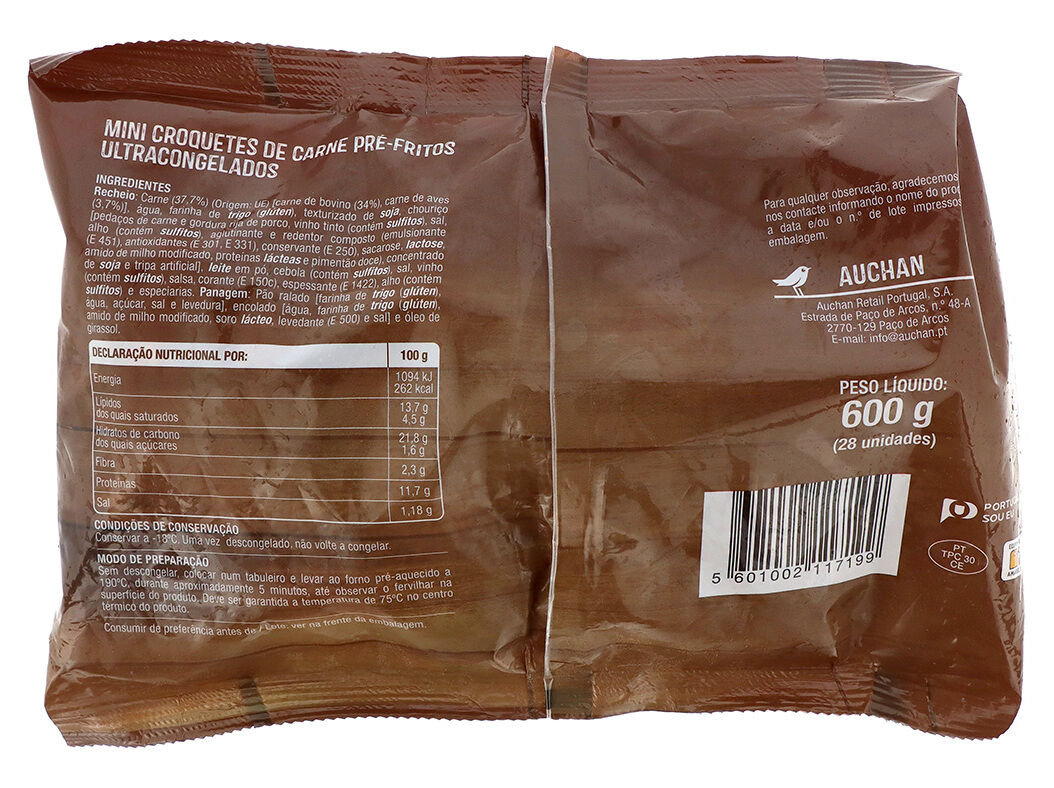 MINI CROQUETES DE CARNE PRÉ-FRITOS
ULTRACONGELADOS
INGREDIENTES
Recheio: Carne (37,7%) (Origem: UE) [carne de bovino (34%), carne de aves
(3,7%)], água, farinha de trigo (glúten), texturizado de soja, chouriço
[pedaços de carne e gordura rija de porco, vinho tinto (contém sulfitos), sal,
alho (contém sulfitos), aglutinante e redentor composto (emulsionante
(E 451), antioxidantes (E 301, E 331), conservante (E 250), sacarose, lactose,
amido de milho modificado, proteínas lácteas e pimentão doce), concentrado
de soja e tripa artificial], leite em pó, cebola (contém sulfitos), sal, vinho
(contém sulfitos), salsa, corante (E 150c), espessante (E 1422), alho (contém
sulfitos) e especiarias. Panagem: Pão ralado [farinha de trigo (glúten),
água, açúcar, sal e levedura], encolado [água, farinha de trigo (glúten),
amido de milho modificado, soro lácteo, levedante (E 500) e sal] e óleo de
girassol.
DECLARAÇÃO NUTRICIONAL POR: 100 g
Energia 1094 kJ
262 kcal
Lípidos 13,7 g
dos quais saturados 4,5 g
Hidratos de carbono 21,8 g
dos quais açúcares 1,6 g
Fibra 2,3 g
Proteínas 11,7 g
Sal 1,18 g
CONDIÇÕES DE CONSERVAÇÃO
Conservar a -18ºC. Uma vez descongelado, não volte a congelar.
MODO DE PREPARAÇÃO
Sem descongelar, colocar num tabuleiro e levar ao forno pré-aquecido a
190ºC, durante aproximadamente 5 minutos, até observar o fervilhar na
superfície do produto. Deve ser garantida a temperatura de 75ºC no centro
térmico do produto.
Consumir de preferência antes de / Lote: ver na frente da embalagem.
Para qualquer observação, agradecemos
nos contacte informando o nome do
a data e/ou o n.º de lote impressos
embalagem.
AUCHAN
Auchan Retail Portugal, S.A.
Estrada de Paço de Arcos, n.º 48-A
2770-129 Paço de Arcos
E-mail: info@auchan.pt
PESO LÍQUIDO:
600 g
(28 unidades)
5 601002 117199
SOU EU
PT
TPC 30
CE